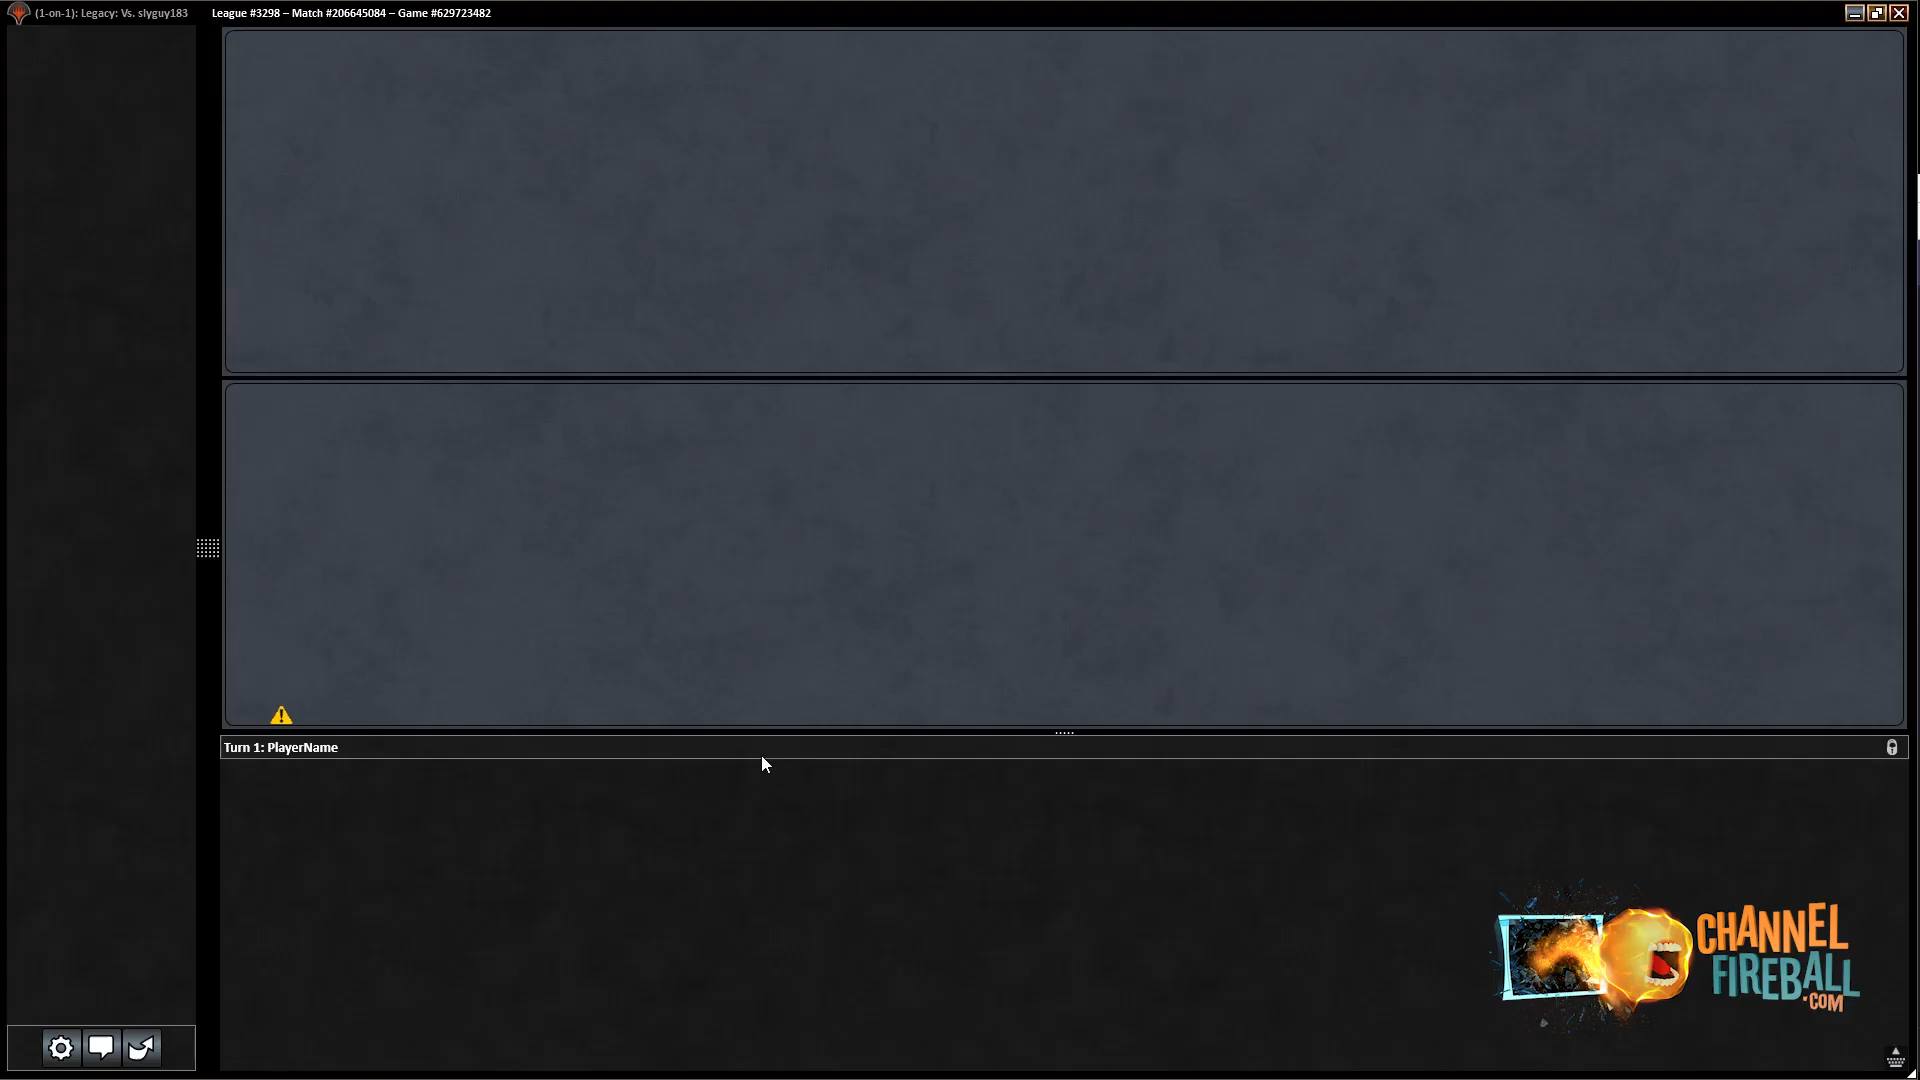 (1-on-1): Legacy: Vs. slyguy183 League #3298 – Match #206645084 – Game #629723482
Turn 1: PlayerName
CHANNEL
FIREBALL
.COM